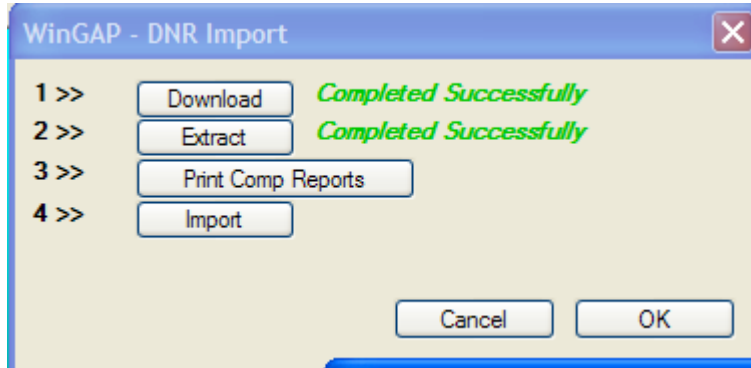 WinGAP - DNR Import
1 >> Download Completed Successfully
2 >> Extract Completed Successfully
3 >> Print Comp Reports
4 >> Import
Cancel OK